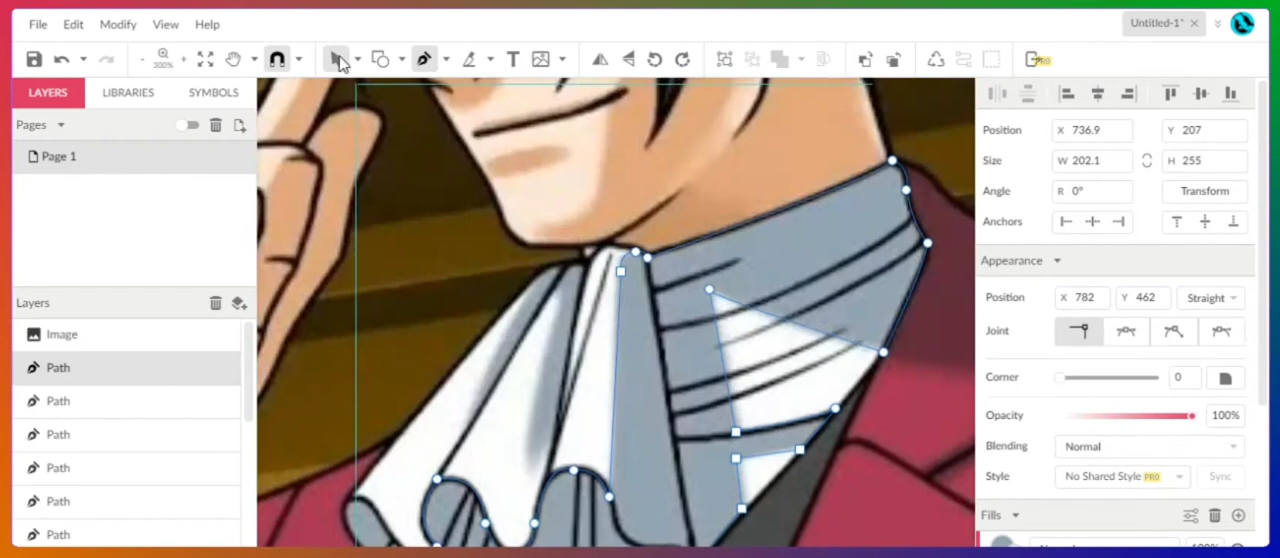 File Edit Modify View Help
Untitled-1*
- 300% +
T
PRO
LAYERS LIBRARIES SYMBOLS
Pages
Page 1
Layers
Image
Path
Path
Path
Path
Path
Path
Position X 736.9 Y 207
Size W 202.1 H 255
Angle R 0° Transform
Anchors
Appearance
Position X 782 Y 462 Straight
Joint
Corner 0
Opacity 100%
Blending Normal
Style No Shared Style PRO Sync
Fills